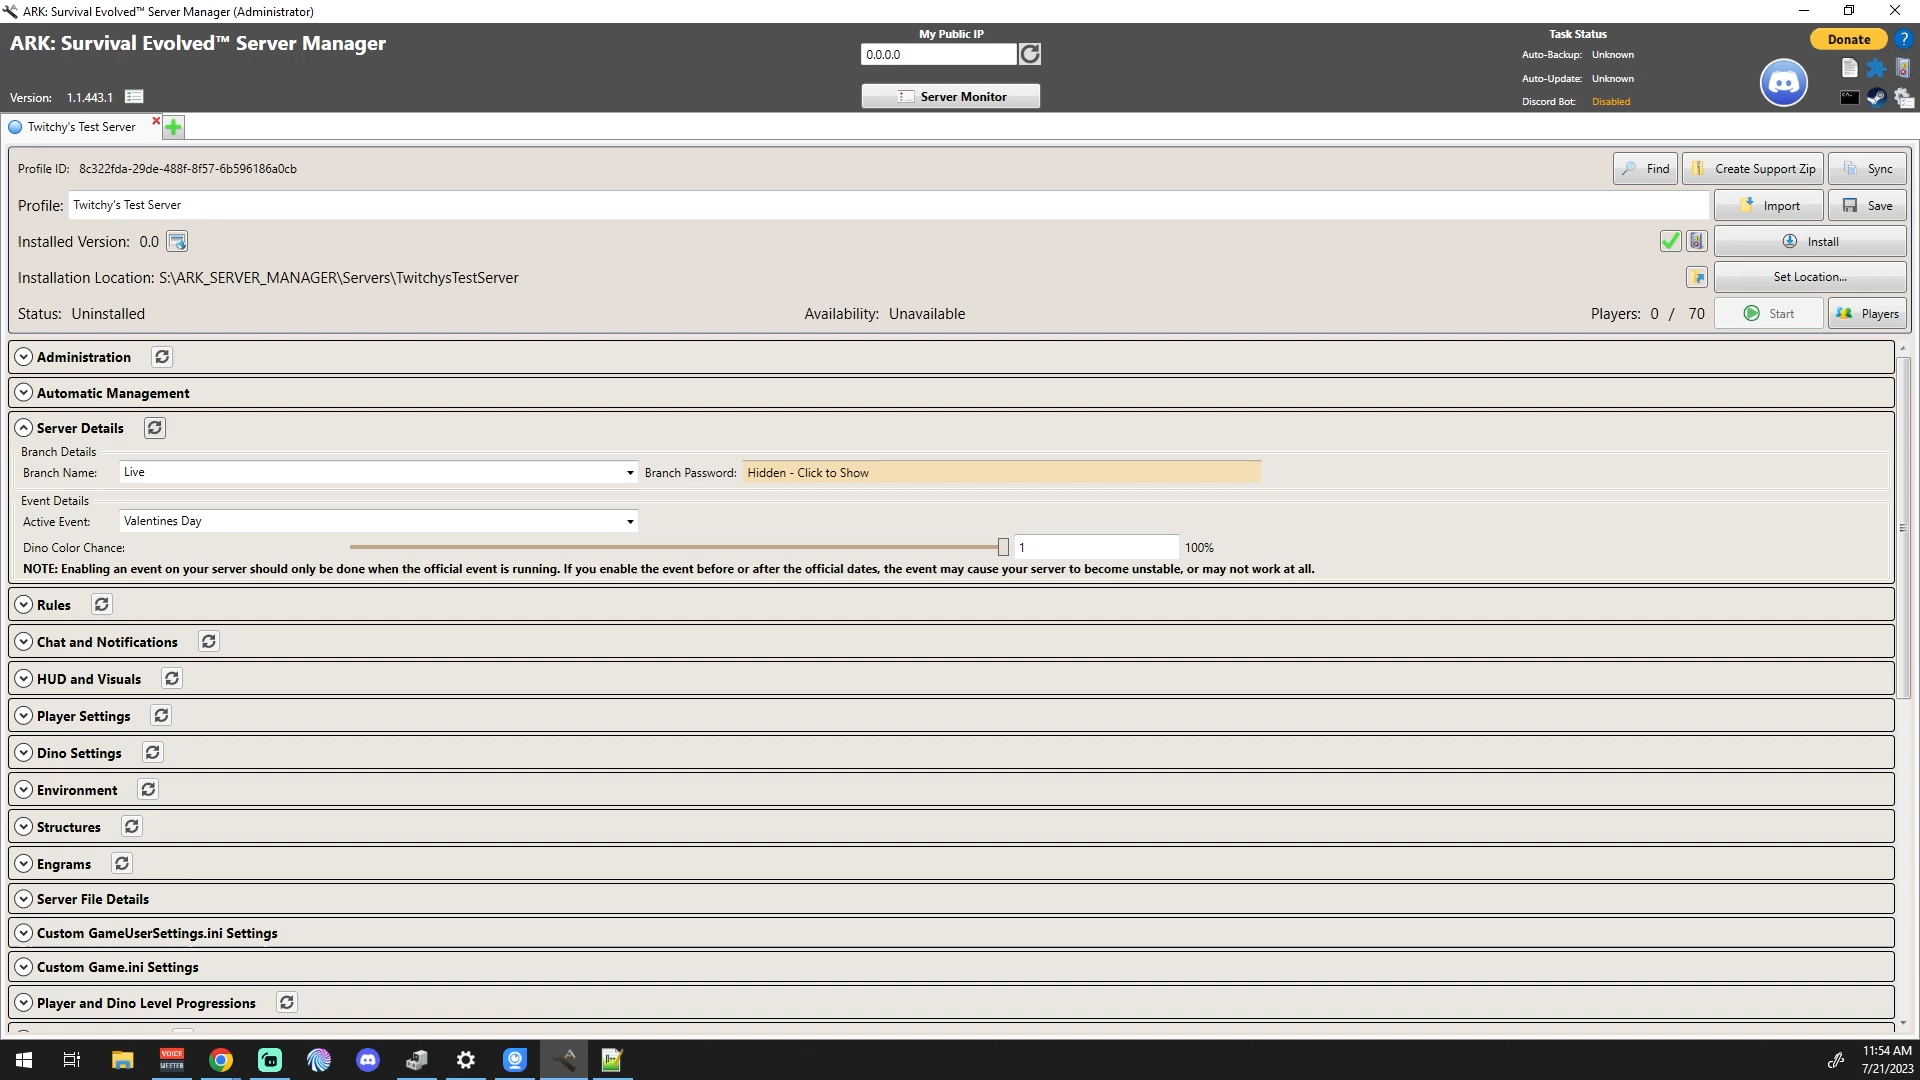 ARK: Survival Evolved™ Server Manager (Administrator)
ARK: Survival Evolved™ Server Manager
My Public IP
0.0.0.0
Server Monitor
Task Status
Auto-Backup: Unknown
Auto-Update: Unknown
Discord Bot: Disabled
Donate
?
Version: 1.1.443.1
Twitchy's Test Server
Profile ID: 8c322fda-29de-488f-8f57-6b596186a0cb
Find
Create Support Zip
Sync
Profile: Twitchy's Test Server
Import
Save
Installed Version: 0.0
Install
Installation Location: S:\ARK_SERVER_MANAGER\Servers\TwitchysTestServer
Set Location...
Status: Uninstalled
Availability: Unavailable
Players: 0 / 70
Start
Players
Administration
Automatic Management
Server Details
Branch Details
Branch Name: Live
Branch Password: Hidden - Click to Show
Event Details
Active Event: Valentines Day
Dino Color Chance: 1 100%
NOTE: Enabling an event on your server should only be done when the official event is running. If you enable the event before or after the official dates, the event may cause your server to become unstable, or may not work at all.
Rules
Chat and Notifications
HUD and Visuals
Player Settings
Dino Settings
Environment
Structures
Engrams
Server File Details
Custom GameUserSettings.ini Settings
Custom Game.ini Settings
Player and Dino Level Progressions
VOICE
MEETER
11:54 AM
7/21/2023